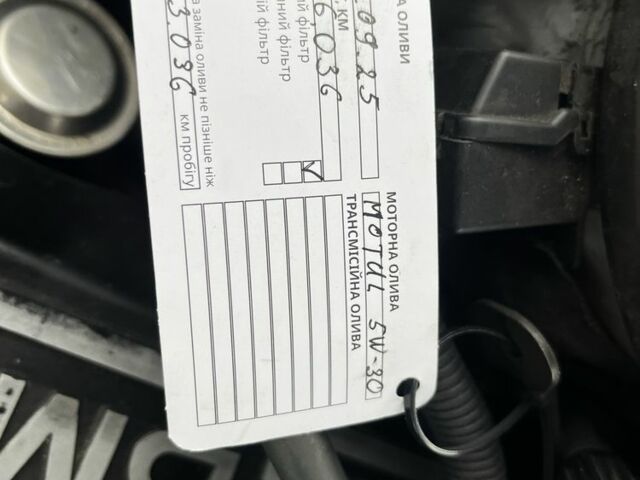 А ОЛИВИ
.09.25
, КМ
6036
ий фільтр
ний фільтр
й фільтр
а заміна оливи не пізніше ніж
3036
км пробігу
МОТОРНА ОЛИВА
MOTUL 5W-30
ТРАНСМІСІЙНА ОЛИВА